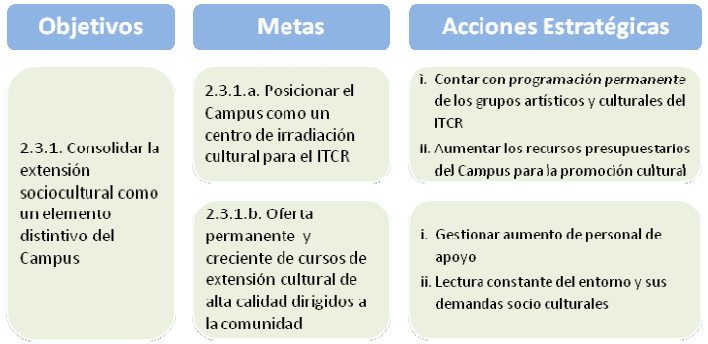 Objetivos
Metas
Acciones Estratégicas
2.3.1. Consolidar la
extensión
sociocultural como
un elemento
distintivo del
Campus
2.3.1.a. Posicionar el
Campus como un
centro de irradiación
cultural para el ITCR
i. Contar con programación permanente
de los grupos artísticos y culturales del
ITCR
ii. Aumentar los recursos presupuestarios
del Campus para la promoción cultural
2.3.1.b. Oferta
permanente y
creciente de cursos de
extensión cultural de
alta calidad dirigidos a
la comunidad
i. Gestionar aumento de personal de
apoyo
ii. Lectura constante del entorno y sus
demandas socio culturales